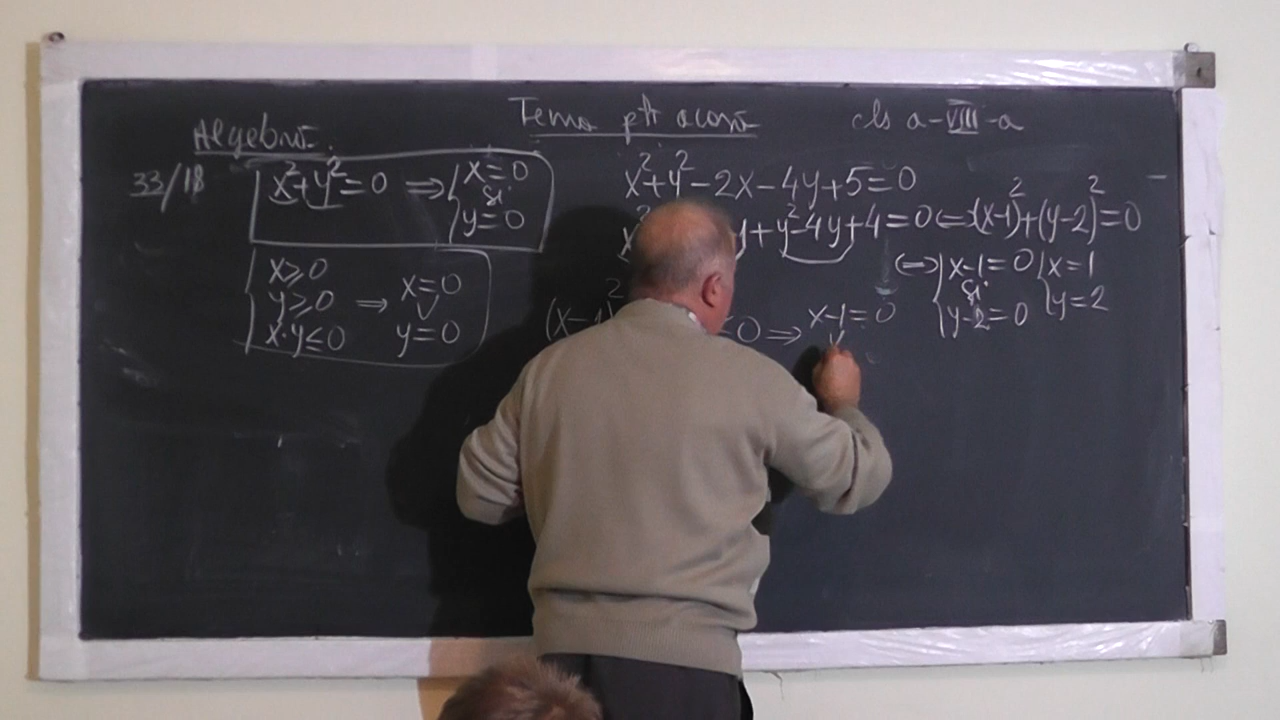 Tema ptr acasă cls a-VIII-a
Algebră.
33/18
x²+y²=0 ⇒ { x=0
și
y=0
x≥0
y≥0 ⇒ x=0
∨
x·y≤0 y=0
x²+y²-2x-4y+5=0
+y²-4y+4=0 ⇔ (x-1)²+(y-2)²=0
⇔ { x-1=0 { x=1
și
y-2=0 y=2
(x-1)² =0 ⇒ x-1=0
∨